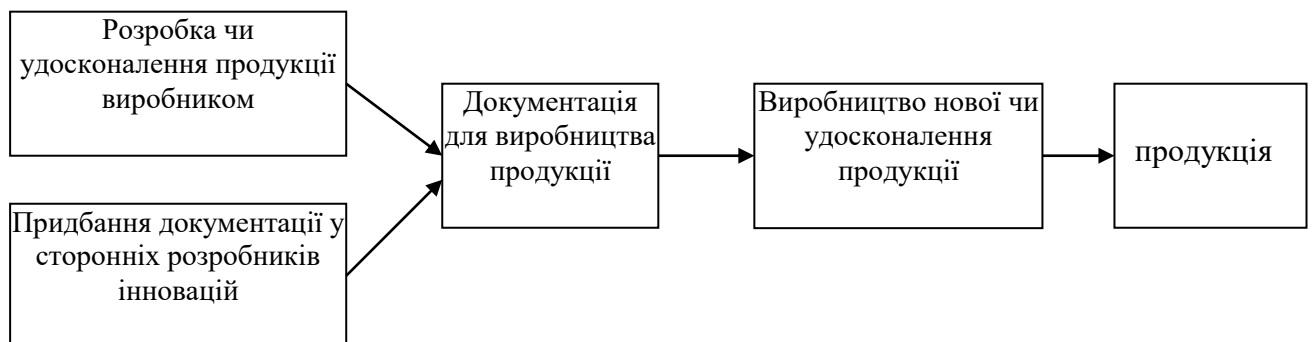 Розробка чи
удосконалення продукції
виробником
Придбання документації у
сторонніх розробників
інновацій
Документація
для виробництва
продукції
Виробництво нової чи
удосконалення
продукції
продукція